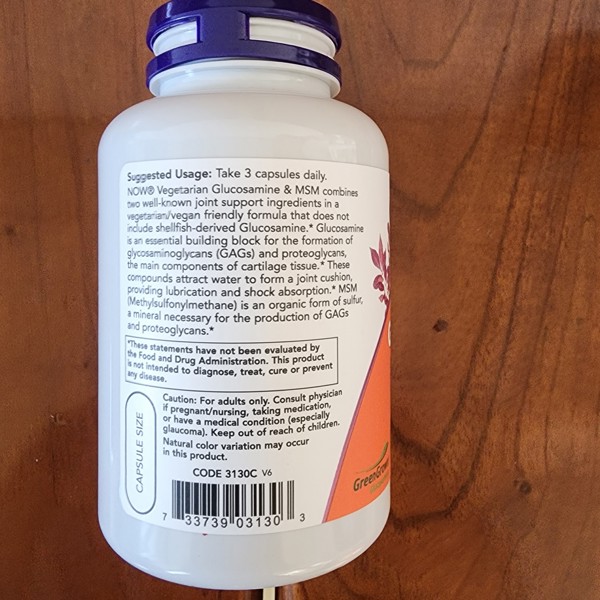 Suggested Usage: Take 3 capsules daily.
NOW® Vegetarian Glucosamine & MSM combines
two well-known joint support ingredients in a
vegetarian/vegan friendly formula that does not
include shellfish-derived Glucosamine.* Glucosamine
is an essential building block for the formation of
glycosaminoglycans (GAGs) and proteoglycans,
the main components of cartilage tissue.* These
compounds attract water to form a joint cushion,
providing lubrication and shock absorption.* MSM
(Methylsulfonylmethane) is an organic form of sulfur,
a mineral necessary for the production of GAGs
and proteoglycans.*
*These statements have not been evaluated by
the Food and Drug Administration. This product
is not intended to diagnose, treat, cure or prevent
any disease.
CAPSULE SIZE
Caution: For adults only. Consult physician
if pregnant/nursing, taking medication,
or have a medical condition (especially
glaucoma). Keep out of reach of children.
Natural color variation may occur
in this product.
CODE 3130C V6
7 33739 03130 3